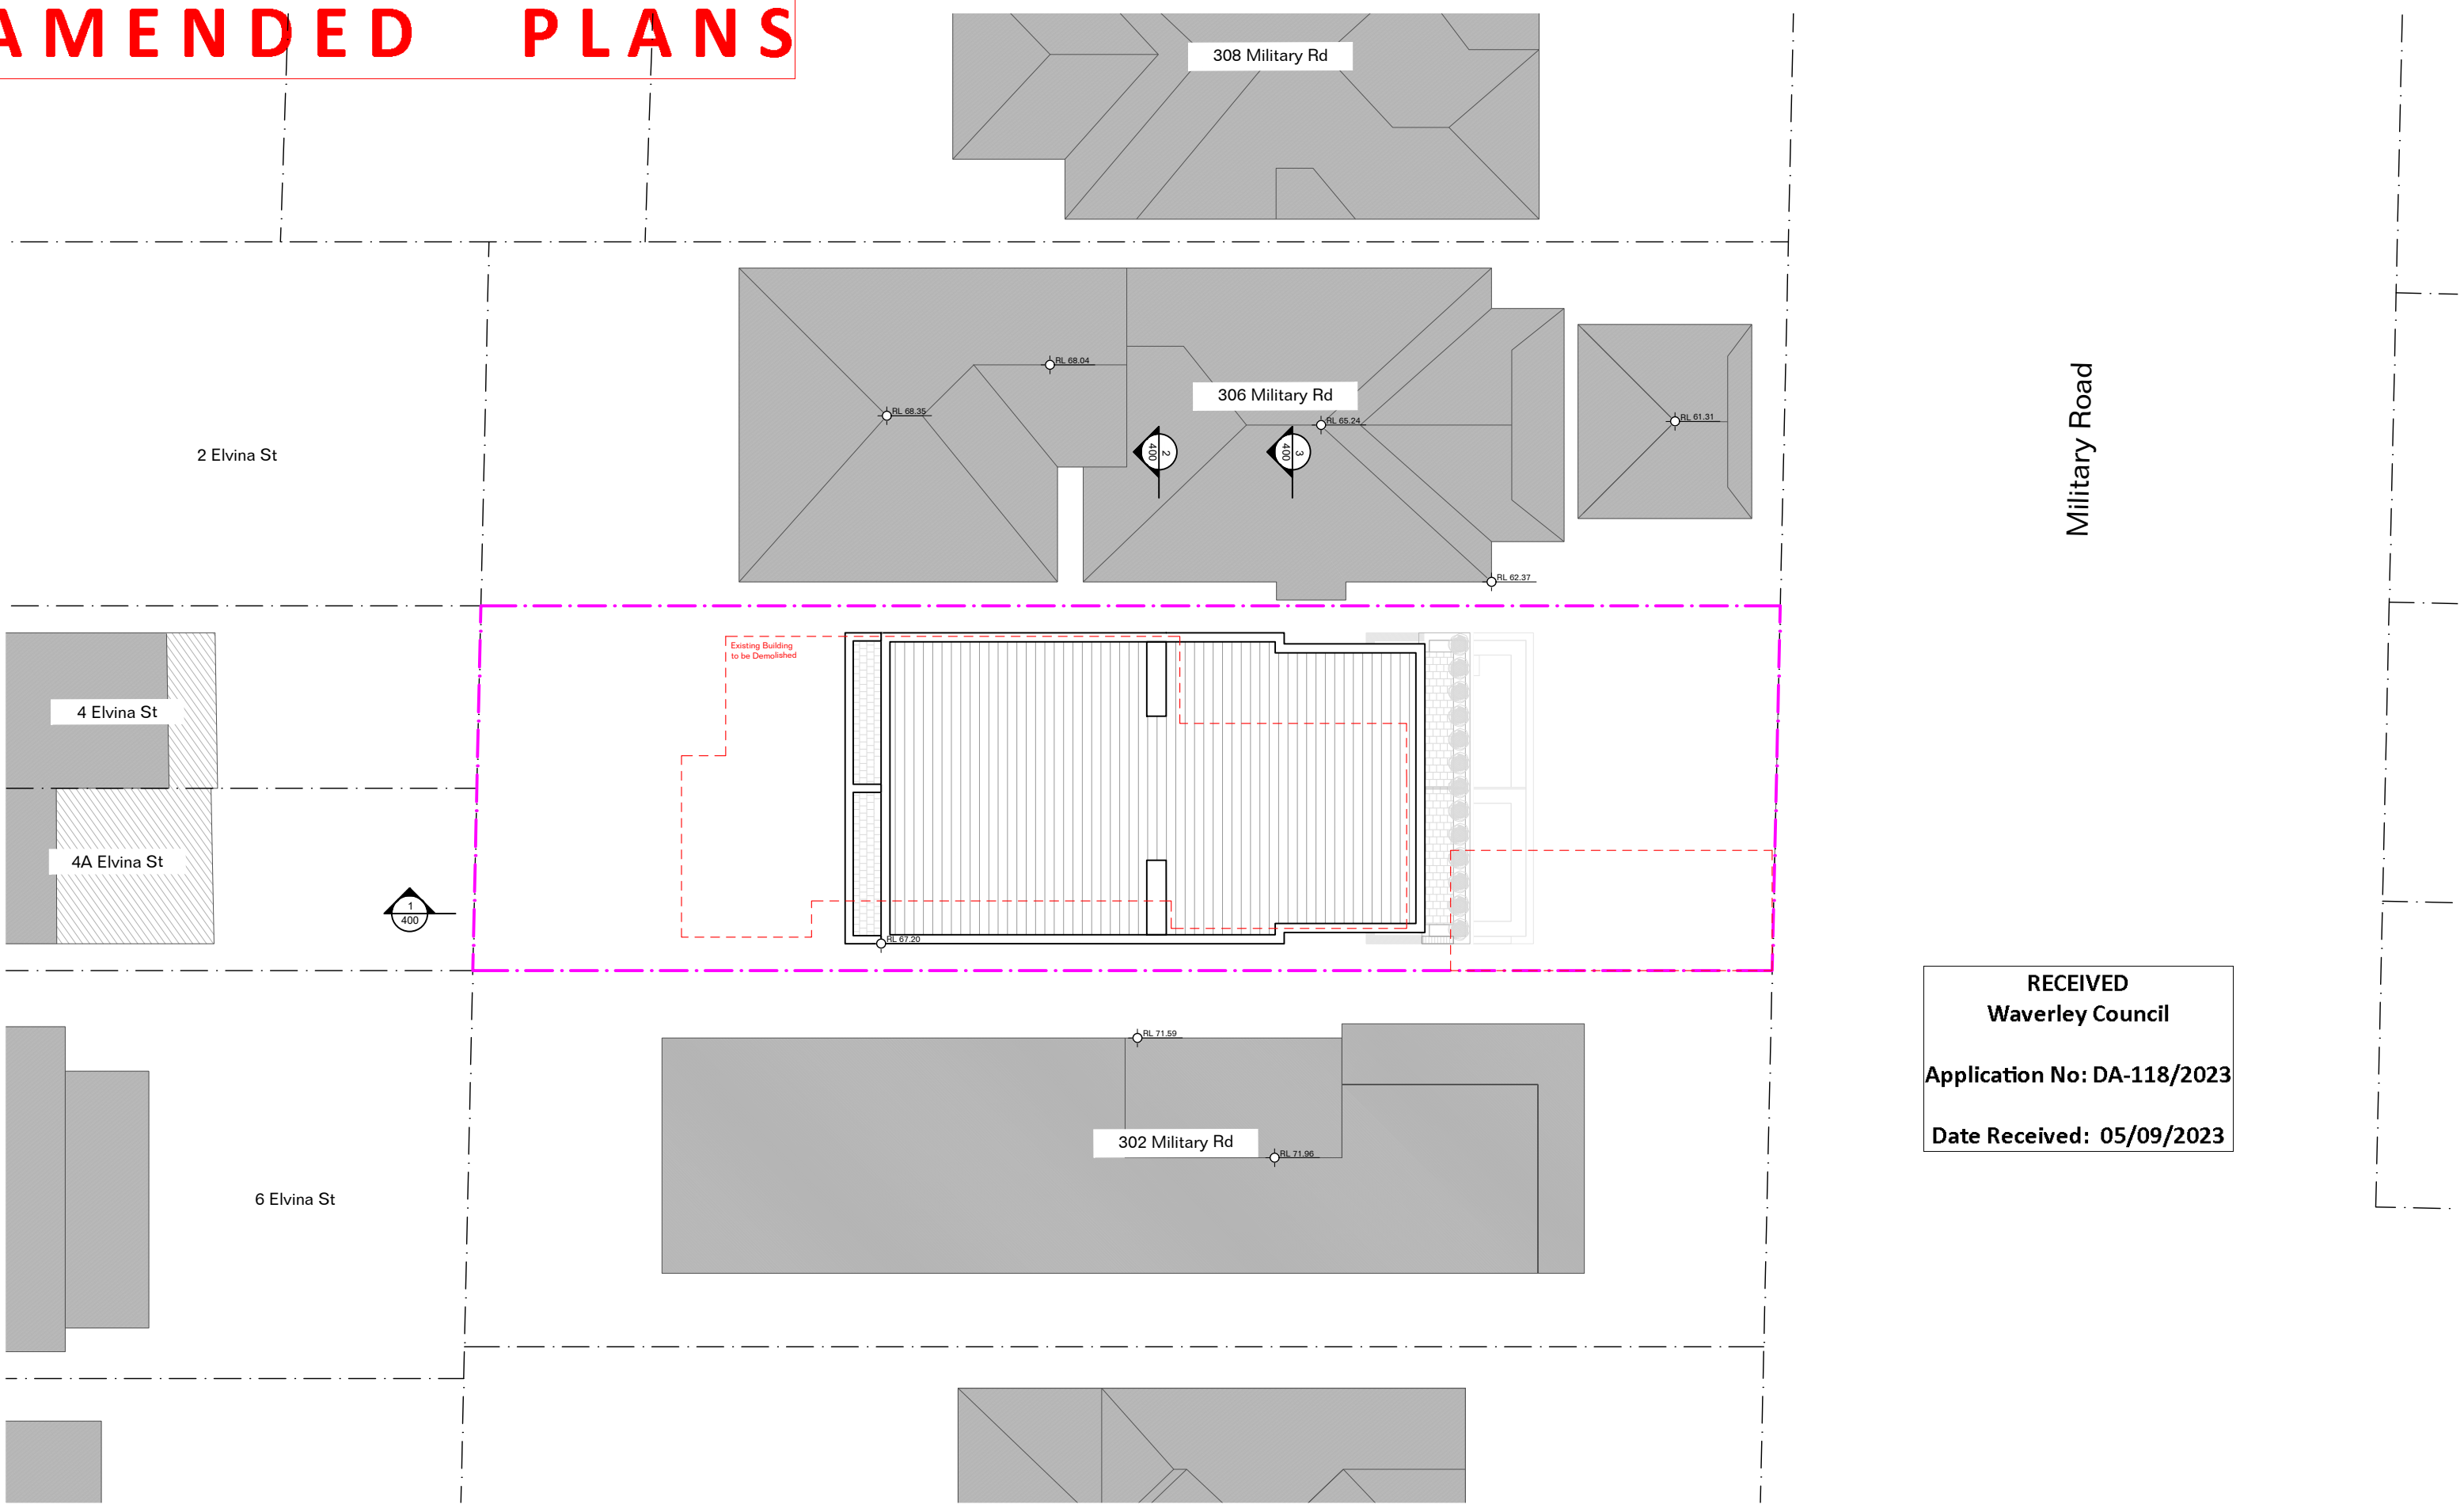 AMENDED PLANS
308 Military Rd
RL 68.04
306 Military Rd
RL 68.35
RL 65.24
RL 61.31
2
400
3
400
2 Elvina St
Military Road
RL 62.37
Existing Building
to be Demolished
4 Elvina St
4A Elvina St
1
400
RL 67.20
RECEIVED
Waverley Council
Application No: DA-118/2023
Date Received: 05/09/2023
RL 71.59
302 Military Rd
RL 71.96
6 Elvina St